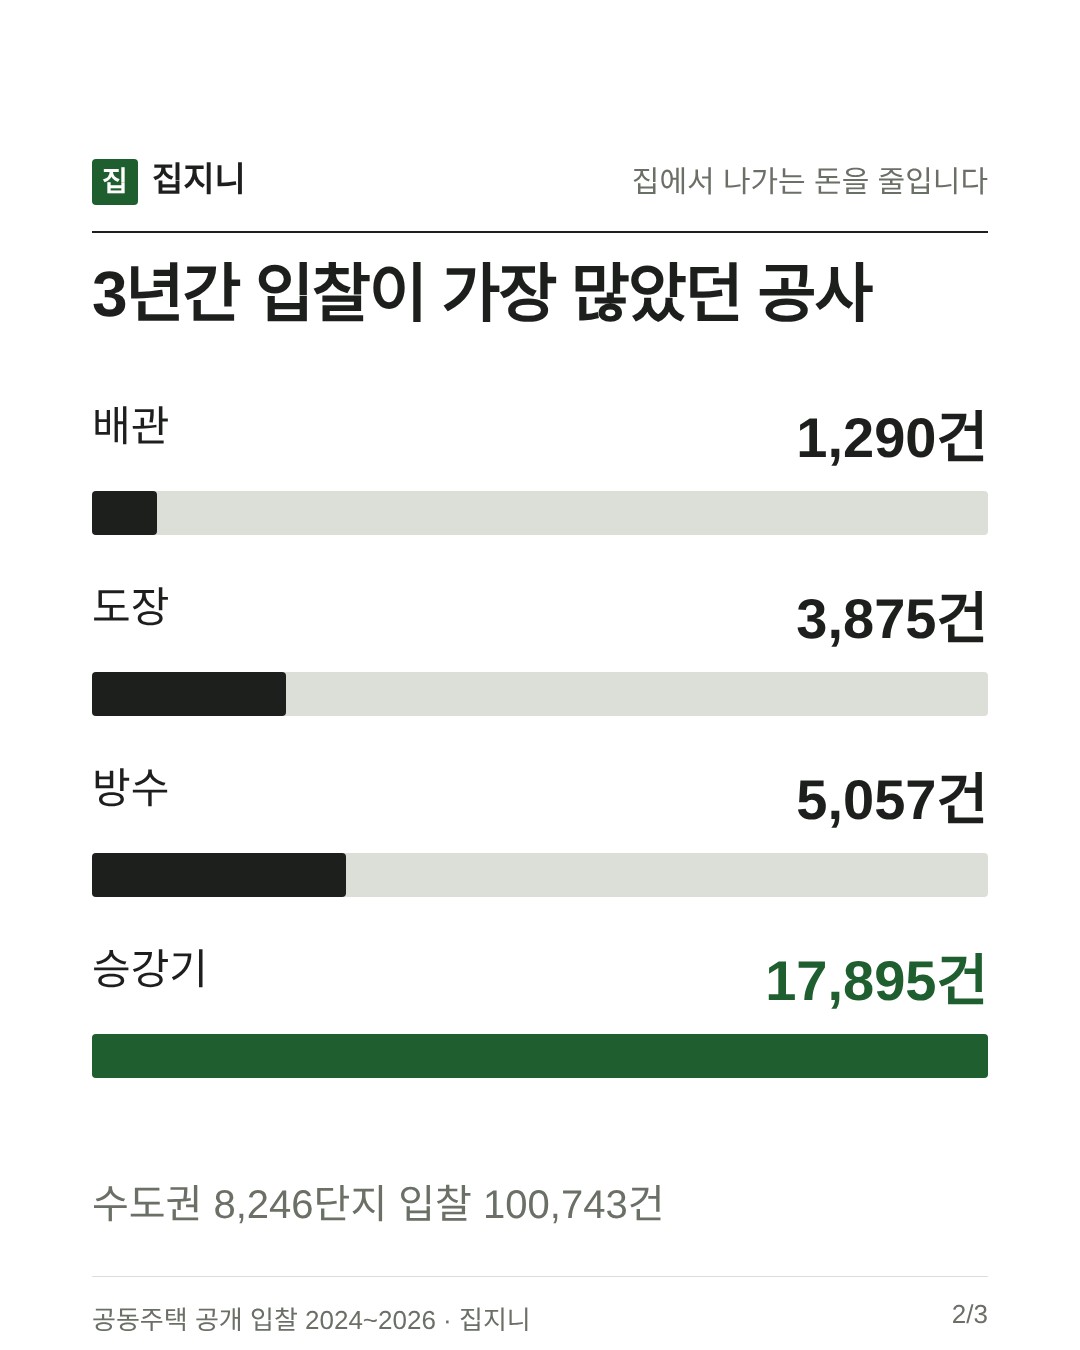 집 집지니 집에서 나가는 돈을 줄입니다
3년간 입찰이 가장 많았던 공사
배관 1,290건
도장 3,875건
방수 5,057건
승강기 17,895건
수도권 8,246단지 입찰 100,743건
공동주택 공개 입찰 2024~2026 · 집지니 2/3